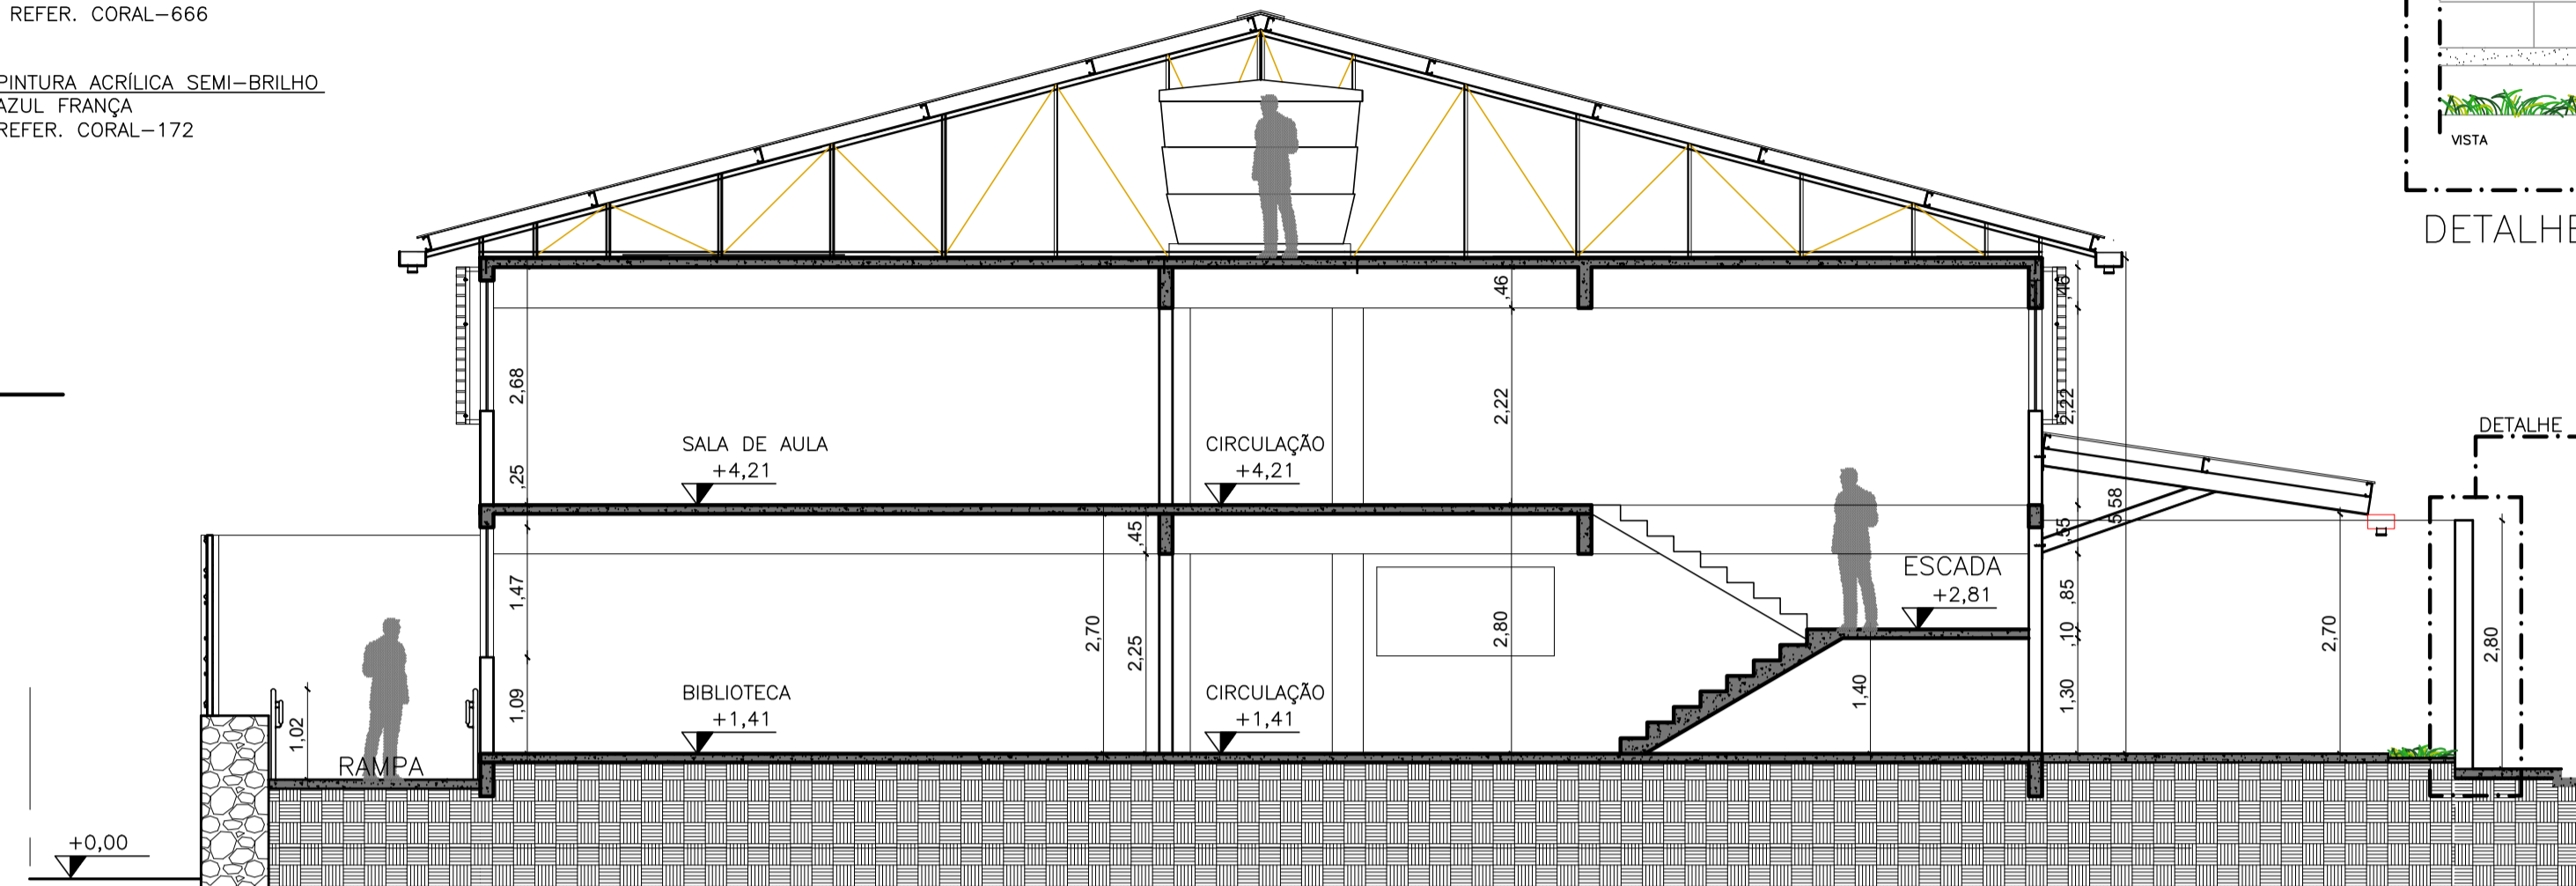 REFER. CORAL-666
PINTURA ACRÍLICA SEMI-BRILHO
AZUL FRANÇA
REFER. CORAL-172
VISTA
DETALHE
,46
,46
2,68
2,22
2,22
DETALHE
SALA DE AULA
+4,21
CIRCULAÇÃO
+4,21
,25
5,58
,45
,55
1,47
ESCADA
+2,81
,85
2,70
2,25
2,80
,10
2,70
2,80
1,09
BIBLIOTECA
+1,41
CIRCULAÇÃO
+1,41
1,40
1,30
1,02
RAMPA
+0,00